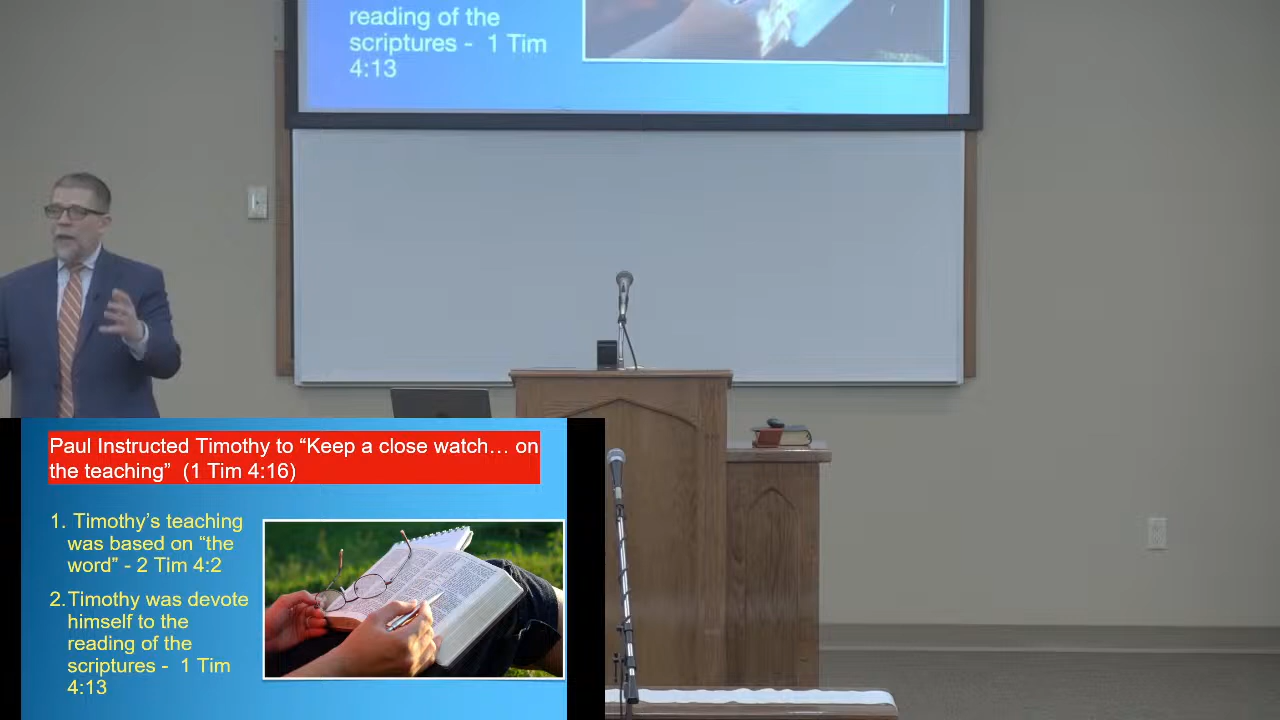 reading of the
scriptures - 1 Tim
4:13
Paul Instructed Timothy to “Keep a close watch… on
the teaching” (1 Tim 4:16)
1. Timothy’s teaching
was based on “the
word” - 2 Tim 4:2
2.Timothy was devote
himself to the
reading of the
scriptures - 1 Tim
4:13